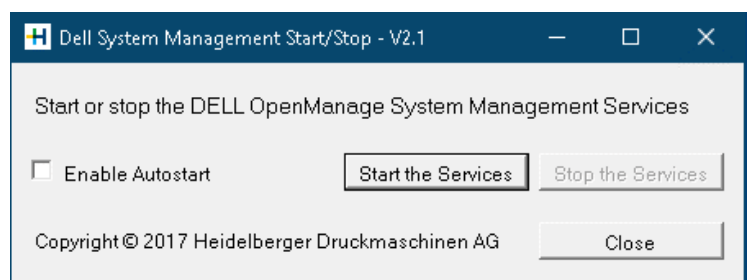 H Dell System Management Start/Stop - V2.1
Start or stop the DELL OpenManage System Management Services
Enable Autostart Start the Services Stop the Services
Copyright © 2017 Heidelberger Druckmaschinen AG Close